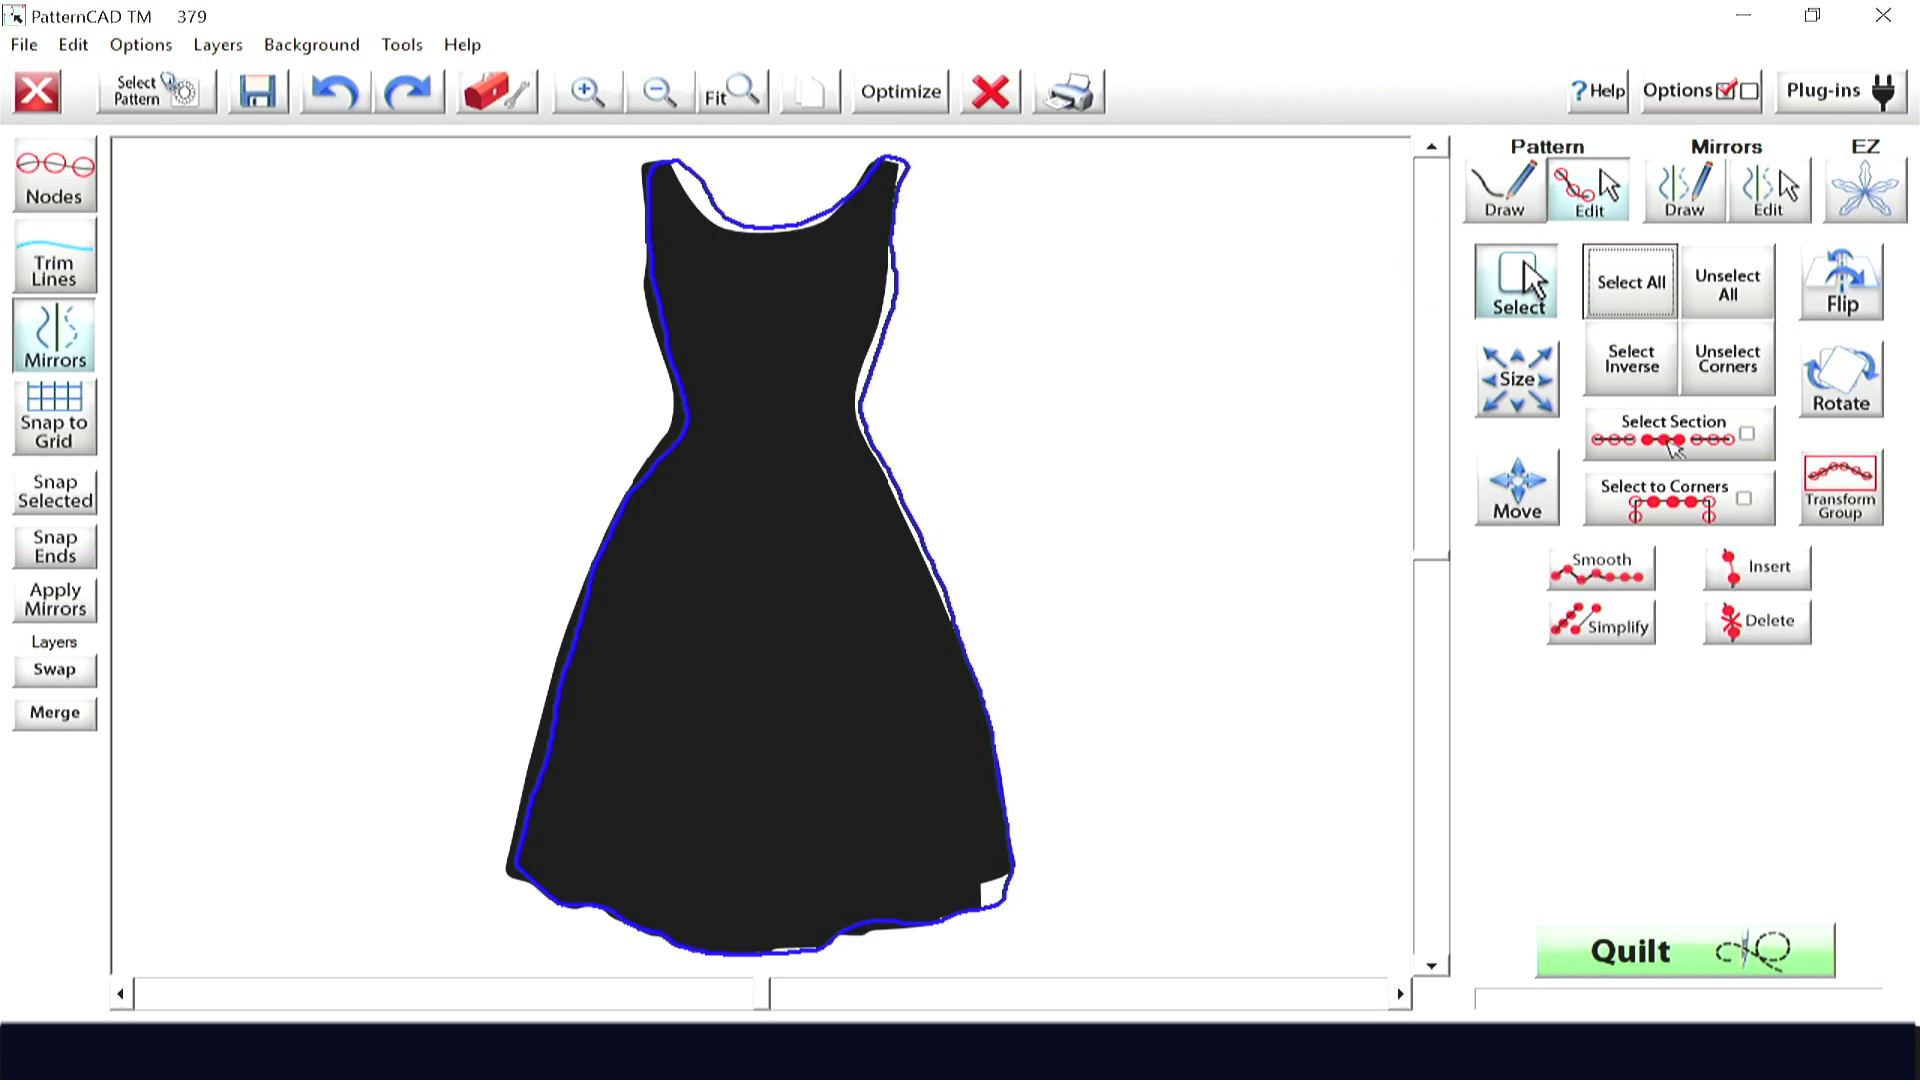 PatternCAD TM 379
File Edit Options Layers Background Tools Help
Select
Pattern
Fit
Optimize
?Help
Options
Plug-ins
Nodes
Trim
Lines
Mirrors
Snap to
Grid
Snap
Selected
Snap
Ends
Apply
Mirrors
Layers
Swap
Merge
Pattern
Mirrors
EZ
Draw
Edit
Draw
Edit
Select
Select All
Unselect
All
Flip
Size
Select
Inverse
Unselect
Corners
Rotate
Select Section
Move
Select to Corners
Transform
Group
Smooth
Insert
Simplify
Delete
Quilt